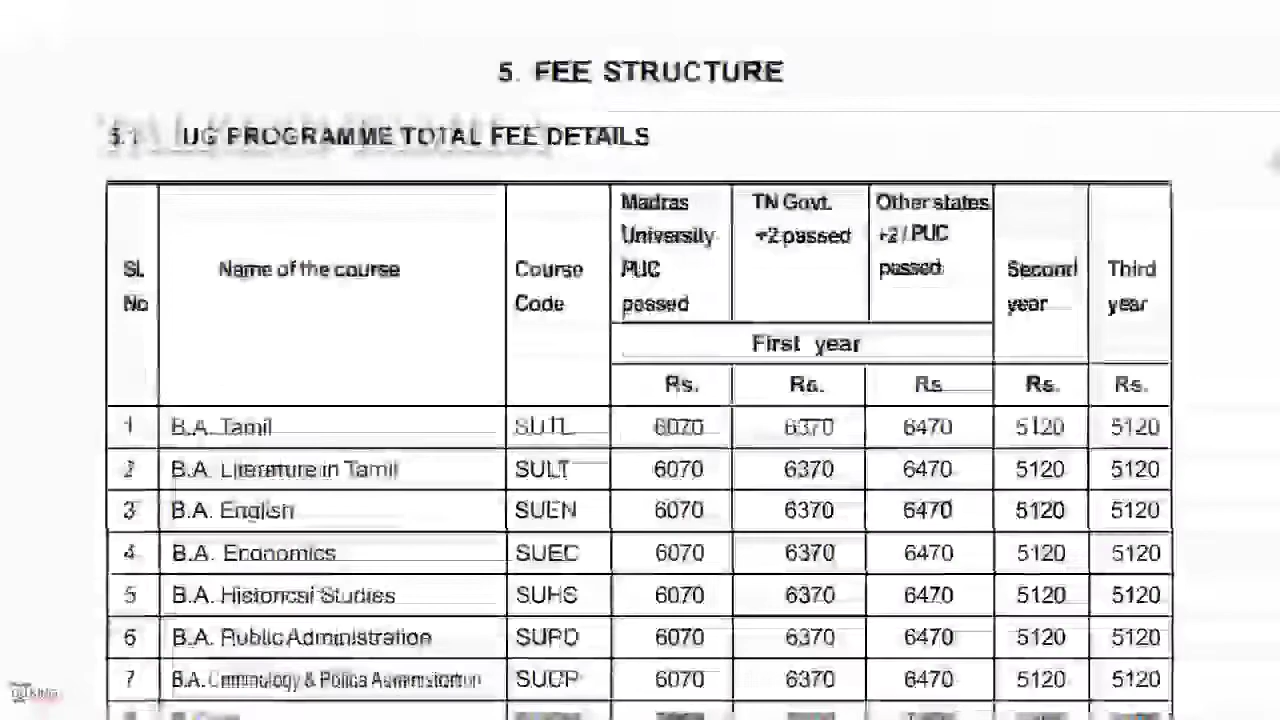 5. FEE STRUCTURE
5.1 UG PROGRAMME TOTAL FEE DETAILS
Sl. No Name of the course Course Code Madras University PUC passed TN Govt. +2 passed Other states +2 / PUC passed Second year Third year
First year
Rs. Rs. Rs. Rs. Rs.
1 B.A. Tamil SUTL 6070 6370 6470 5120 5120
2 B.A. Literature in Tamil SULT 6070 6370 6470 5120 5120
3 B.A. English SUEN 6070 6370 6470 5120 5120
4 B.A. Economics SUEC 6070 6370 6470 5120 5120
5 B.A. Historical Studies SUHS 6070 6370 6470 5120 5120
6 B.A. Public Administration 6070 6370 6470 5120 5120
7 B.A. Criminology & Police Administration 6070 6370 6470 5120 5120